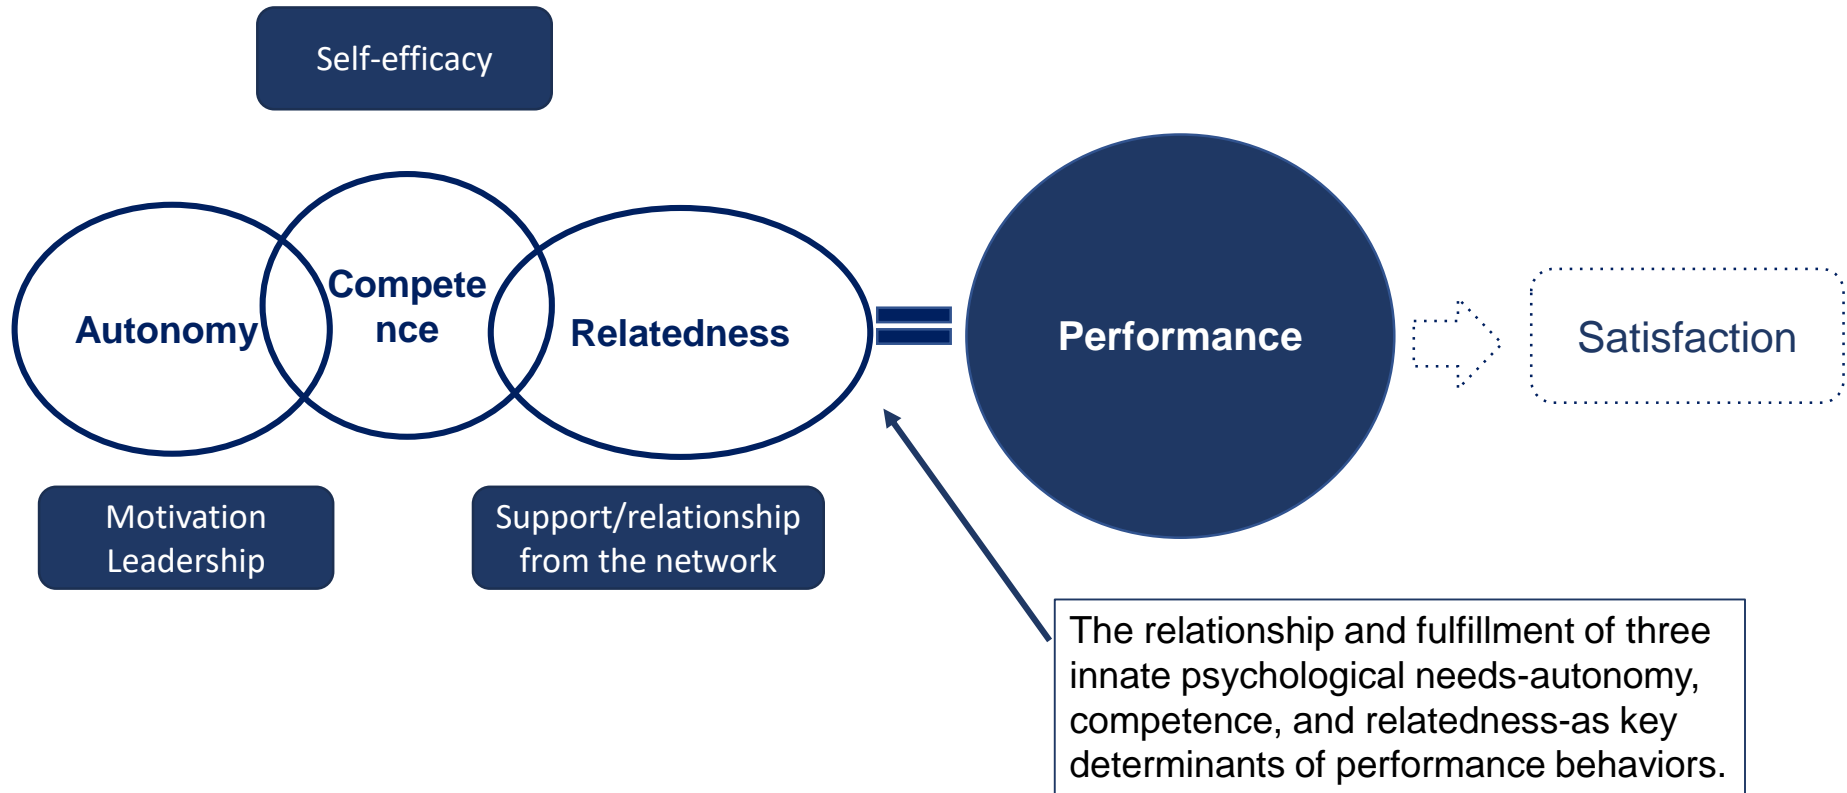 Self-efficacy
Autonomy
Compete
nce
Relatedness
Performance
Satisfaction
Motivation
Leadership
Support/relationship
from the network
The relationship and fulfillment of three
innate psychological needs-autonomy,
competence, and relatedness-as key
determinants of performance behaviors.